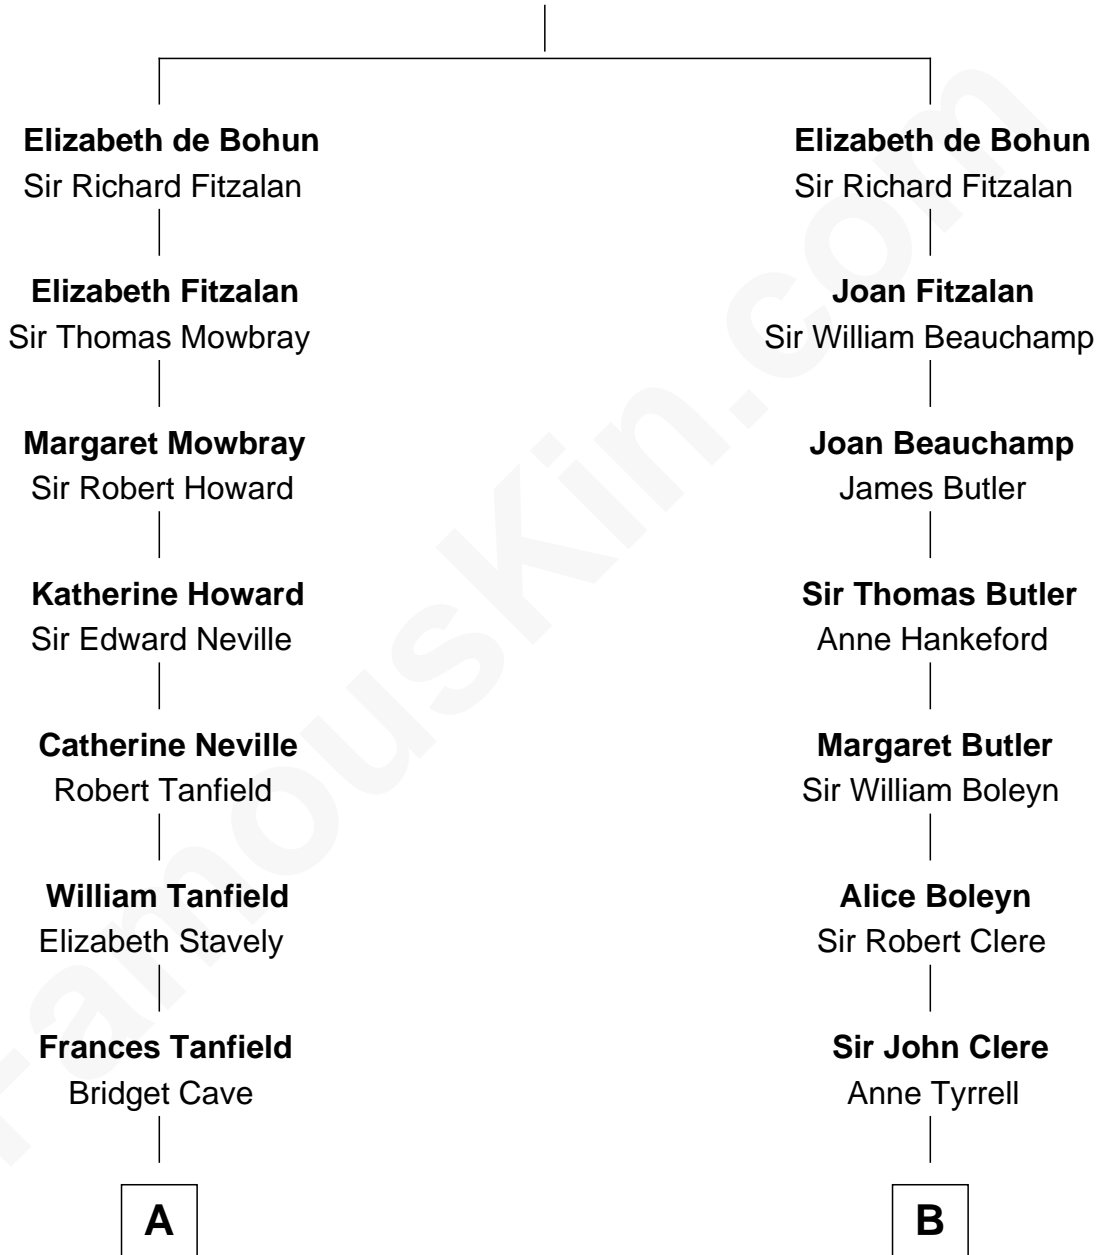 Elizabeth de Bohun
Sir Richard Fitzalan
Elizabeth Fitzalan
Sir Thomas Mowbray
Margaret Mowbray
Sir Robert Howard
Katherine Howard
Sir Edward Neville
Catherine Neville
Robert Tanfield
William Tanfield
Elizabeth Stavely
Frances Tanfield
Bridget Cave
A
Elizabeth de Bohun
Sir Richard Fitzalan
Joan Fitzalan
Sir William Beauchamp
Joan Beauchamp
James Butler
Sir Thomas Butler
Anne Hankeford
Margaret Butler
Sir William Boleyn
Alice Boleyn
Sir Robert Clere
Sir John Clere
Anne Tyrrell
B
FamousKin.com